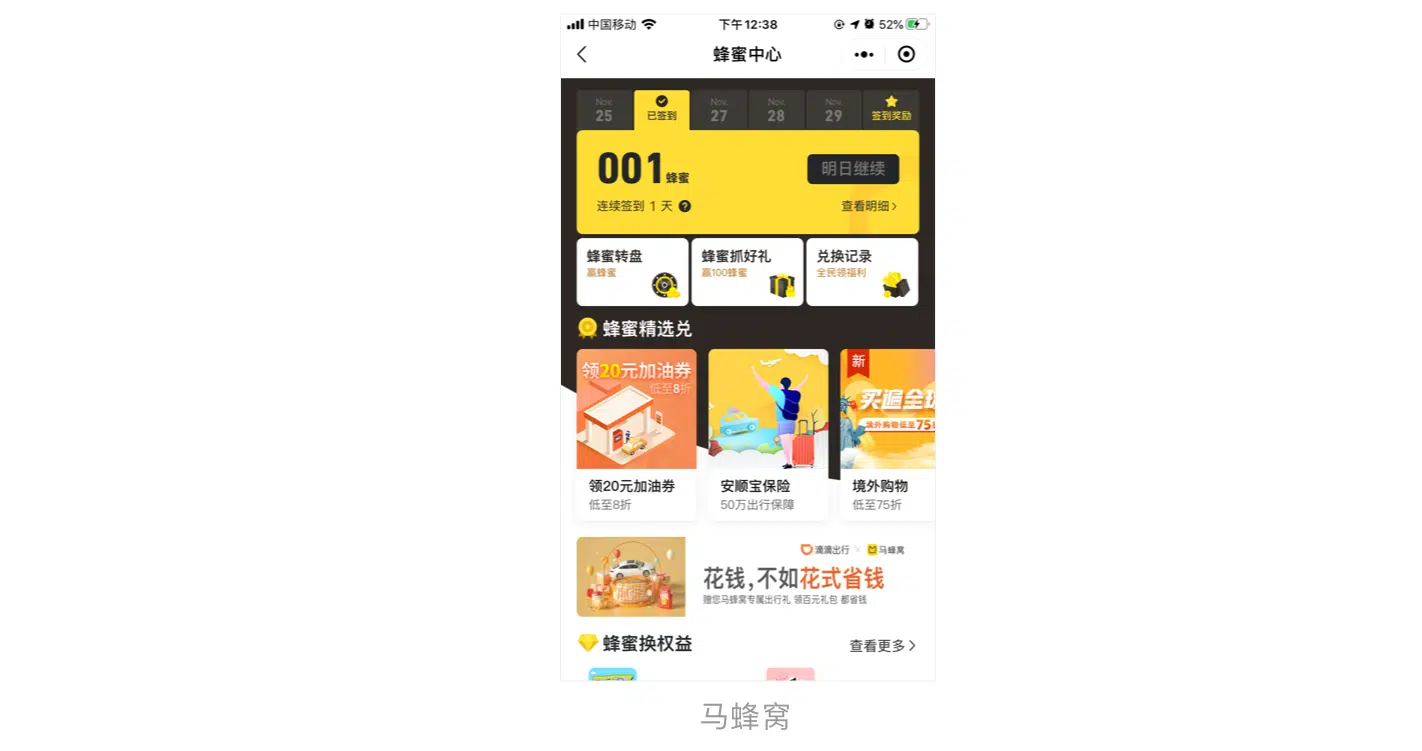 中国移动 下午12:38 52%
蜂蜜中心
Nov. 25 已签到 Nov. 27 Nov. 28 Nov. 29 签到奖励
001蜂蜜 明日继续
连续签到 1 天 ? 查看明细 >
蜂蜜转盘
赢蜂蜜
蜂蜜抓好礼
赢100蜂蜜
兑换记录
全民领福利
蜂蜜精选兑
领20元加油券
低至8折
领20元加油券
低至8折
安顺宝保险
50万出行保障
新
买遍全球
境外购物低至75
境外购物
低至75折
滴滴出行 × 马蜂窝
花钱,不如花式省钱
赠您马蜂窝专属出行礼 领百元礼包 都省钱
蜂蜜换权益 查看更多 >
马蜂窝